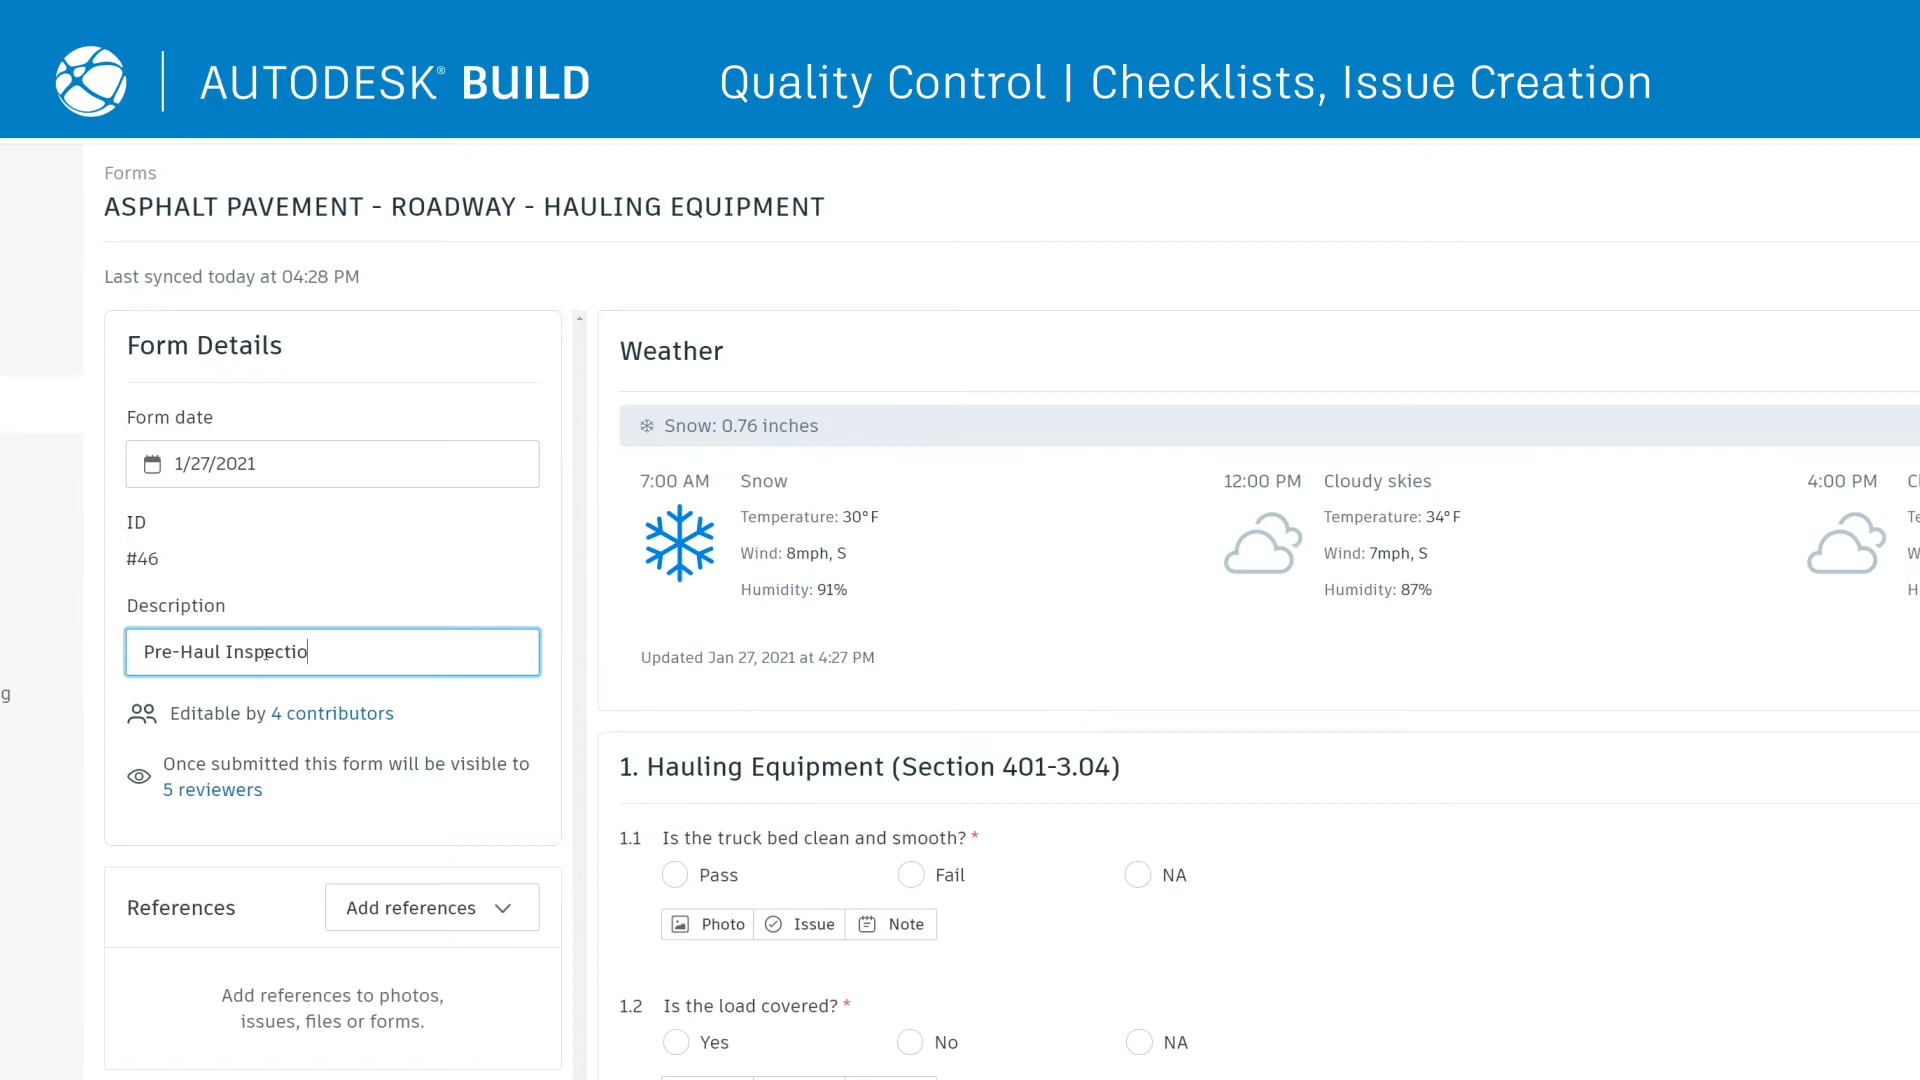 AUTODESK® BUILD
Quality Control | Checklists, Issue Creation
Forms
ASPHALT PAVEMENT - ROADWAY - HAULING EQUIPMENT
Last synced today at 04:28 PM
Form Details
Form date
1/27/2021
ID
#46
Description
Pre-Haul Inspectio
Editable by 4 contributors
Once submitted this form will be visible to
5 reviewers
References
Add references
Add references to photos,
issues, files or forms.
g
Weather
Snow: 0.76 inches
7:00 AM
Snow
Temperature: 30°F
Wind: 8mph, S
Humidity: 91%
12:00 PM
Cloudy skies
Temperature: 34°F
Wind: 7mph, S
Humidity: 87%
4:00 PM
Updated Jan 27, 2021 at 4:27 PM
1. Hauling Equipment (Section 401-3.04)
1.1 Is the truck bed clean and smooth? *
Pass Fail NA
Photo Issue Note
1.2 Is the load covered? *
Yes No NA